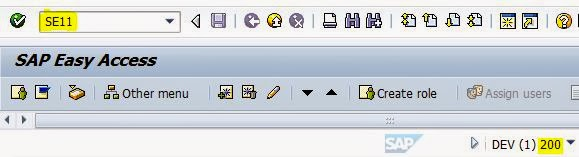 SE11
SAP Easy Access
Other menu Create role Assign users
SAP DEV (1) 200